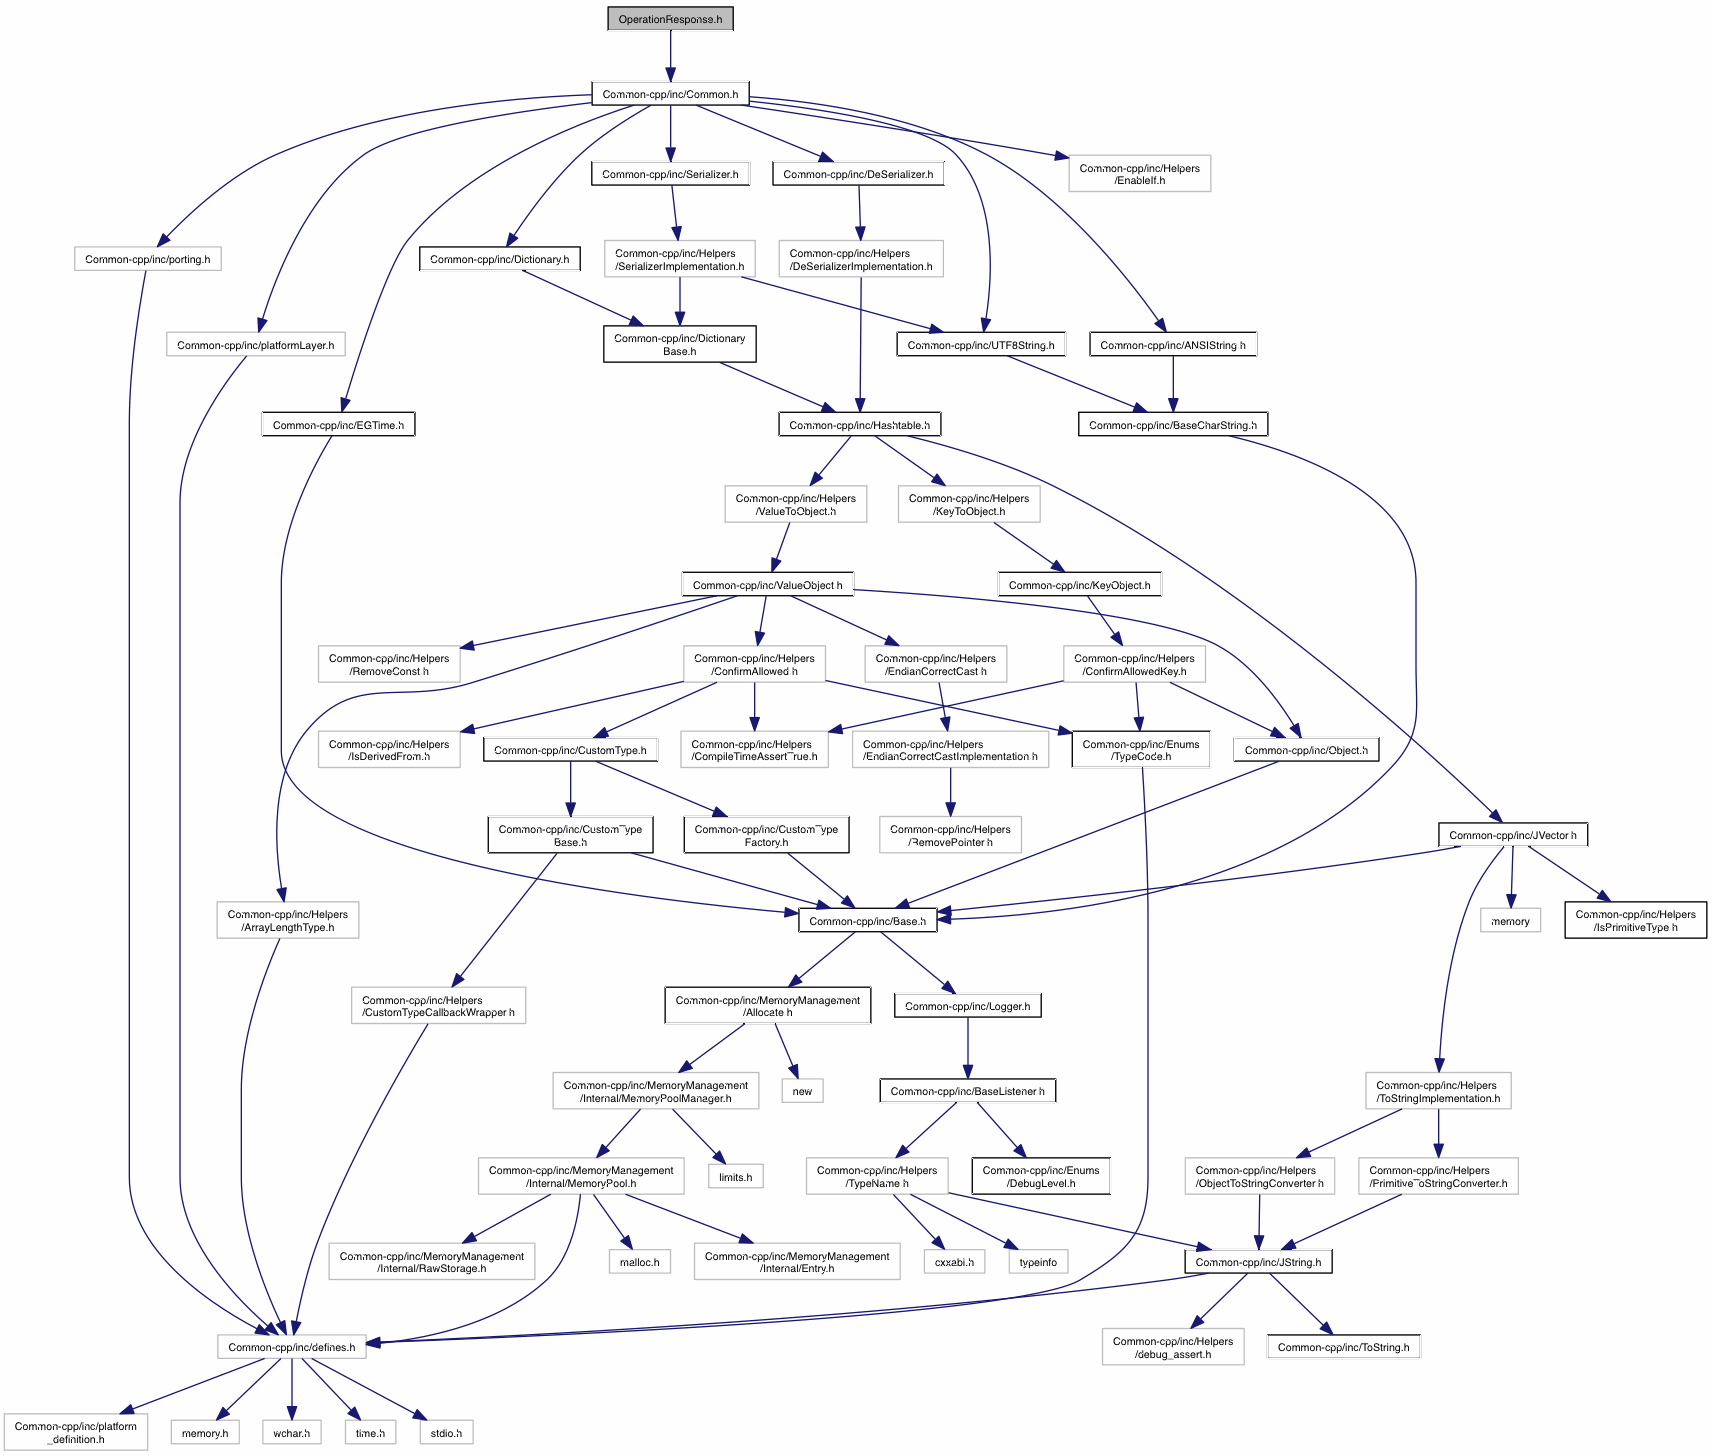 OperationResponse.h
Common-cpp/inc/Common.h
Common-cpp/inc/Serializer.h
Common-cpp/inc/DeSerializer.h
Common-cpp/inc/Helpers
/EnableIf.h
Common-cpp/inc/porting.h
Common-cpp/inc/Dictionary.h
Common-cpp/inc/Helpers
/SerializerImplementation.h
Common-cpp/inc/Helpers
/DeSerializerImplementation.h
Common-cpp/inc/platformLayer.h
Common-cpp/inc/Dictionary
Base.h
Common-cpp/inc/UTF8String.h
Common-cpp/inc/ANSIString.h
Common-cpp/inc/EGTime.h
Common-cpp/inc/Hashtable.h
Common-cpp/inc/BaseCharString.h
Common-cpp/inc/Helpers
/ValueToObject.h
Common-cpp/inc/Helpers
/KeyToObject.h
Common-cpp/inc/ValueObject.h
Common-cpp/inc/KeyObject.h
Common-cpp/inc/Helpers
/RemoveConst.h
Common-cpp/inc/Helpers
/ConfirmAllowed.h
Common-cpp/inc/Helpers
/EndianCorrectCast.h
Common-cpp/inc/Helpers
/ConfirmAllowedKey.h
Common-cpp/inc/Helpers
/IsDerivedFrom.h
Common-cpp/inc/CustomType.h
Common-cpp/inc/Helpers
/CompileTimeAssertTrue.h
Common-cpp/inc/Helpers
/EndianCorrectCastImplementation.h
Common-cpp/inc/Enums
/TypeCode.h
Common-cpp/inc/Object.h
Common-cpp/inc/CustomType
Base.h
Common-cpp/inc/CustomType
Factory.h
Common-cpp/inc/Helpers
/RemovePointer.h
Common-cpp/inc/JVector.h
Common-cpp/inc/Helpers
/ArrayLengthType.h
Common-cpp/inc/Base.h
memory
Common-cpp/inc/Helpers
/IsPrimitiveType.h
Common-cpp/inc/Helpers
/CustomTypeCallbackWrapper.h
Common-cpp/inc/MemoryManagement
/Allocate.h
Common-cpp/inc/Logger.h
Common-cpp/inc/MemoryManagement
/Internal/MemoryPoolManager.h
new
Common-cpp/inc/BaseListener.h
Common-cpp/inc/Helpers
/ToStringImplementation.h
Common-cpp/inc/MemoryManagement
/Internal/MemoryPool.h
limits.h
Common-cpp/inc/Helpers
/TypeName.h
Common-cpp/inc/Enums
/DebugLevel.h
Common-cpp/inc/Helpers
/ObjectToStringConverter.h
Common-cpp/inc/Helpers
/PrimitiveToStringConverter.h
Common-cpp/inc/MemoryManagement
/Internal/RawStorage.h
malloc.h
Common-cpp/inc/MemoryManagement
/Internal/Entry.h
cxxabi.h
typeinfo
Common-cpp/inc/JString.h
Common-cpp/inc/defines.h
Common-cpp/inc/Helpers
/debug_assert.h
Common-cpp/inc/ToString.h
Common-cpp/inc/platform
_definition.h
memory.h
wchar.h
time.h
stdio.h